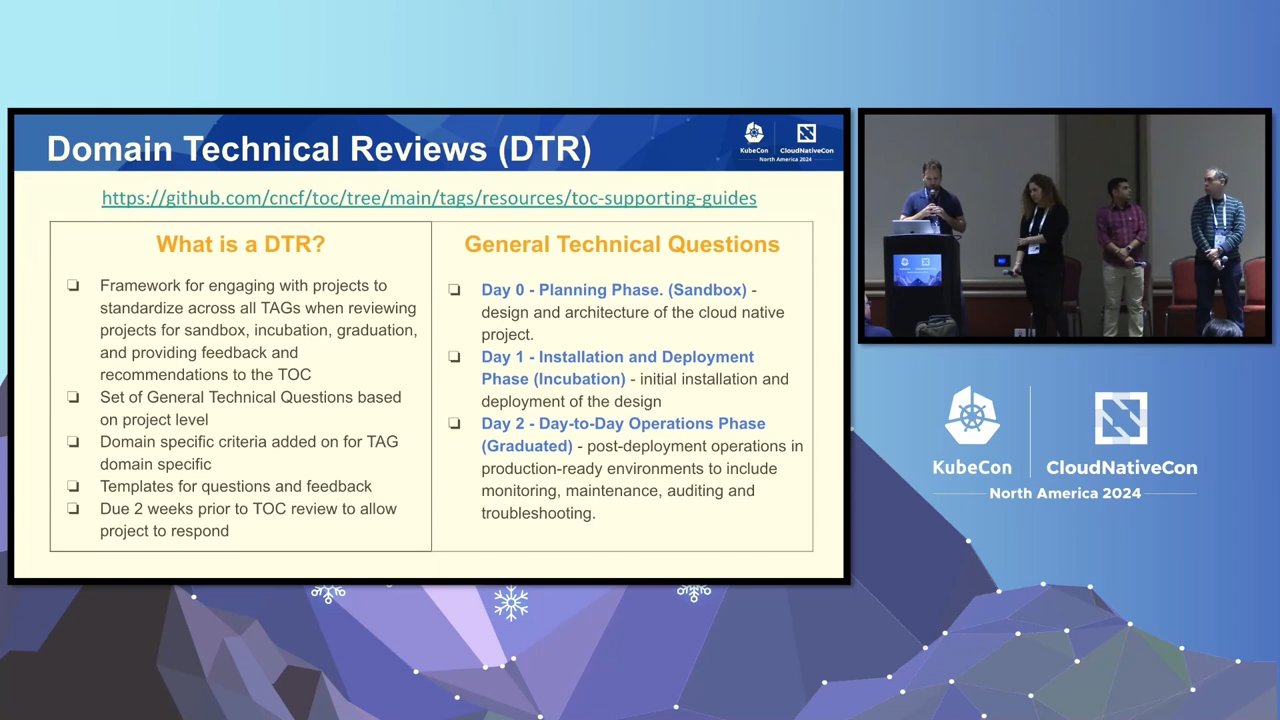 Domain Technical Reviews (DTR)
KubeCon
CloudNativeCon
North America 2024
https://github.com/cncf/toc/tree/main/tags/resources/toc-supporting-guides
What is a DTR?
❏ Framework for engaging with projects to
standardize across all TAGs when reviewing
projects for sandbox, incubation, graduation,
and providing feedback and
recommendations to the TOC
❏ Set of General Technical Questions based
on project level
❏ Domain specific criteria added on for TAG
domain specific
❏ Templates for questions and feedback
❏ Due 2 weeks prior to TOC review to allow
project to respond
General Technical Questions
❏ Day 0 - Planning Phase. (Sandbox) -
design and architecture of the cloud native
project.
❏ Day 1 - Installation and Deployment
Phase (Incubation) - initial installation and
deployment of the design
❏ Day 2 - Day-to-Day Operations Phase
(Graduated) - post-deployment operations in
production-ready environments to include
monitoring, maintenance, auditing and
troubleshooting.
KubeCon
CloudNativeCon
North America 2024